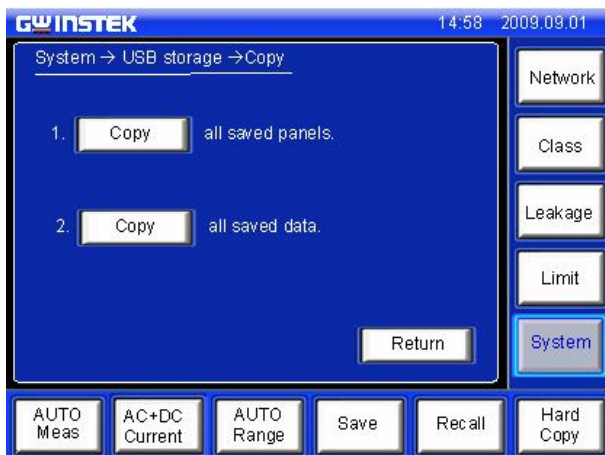 GWINSTEK 14:58 2009.09.01
System → USB storage →Copy
1. Copy all saved panels.
2. Copy all saved data.
Return
Network
Class
Leakage
Limit
System
AUTO
Meas
AC+DC
Current
AUTO
Range
Save
Recall
Hard
Copy